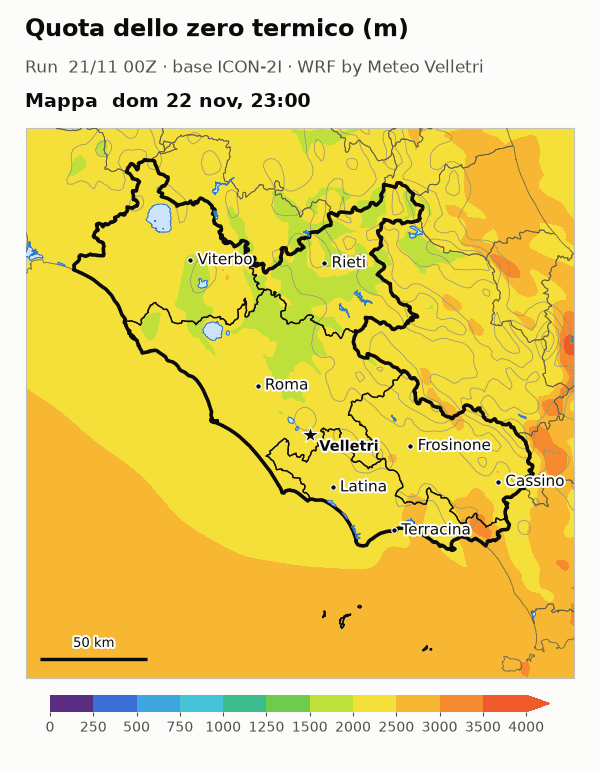 Quota dello zero termico (m)
Run  21/11 00Z · base ICON-2I · WRF by Meteo Velletri
Mappa  dom 22 nov, 23:00
Viterbo
Rieti
Roma
Velletri
Frosinone
Cassino
Latina
Terracina
50 km
0 250 500 750 1000 1250 1500 2000 2500 3000 3500 4000